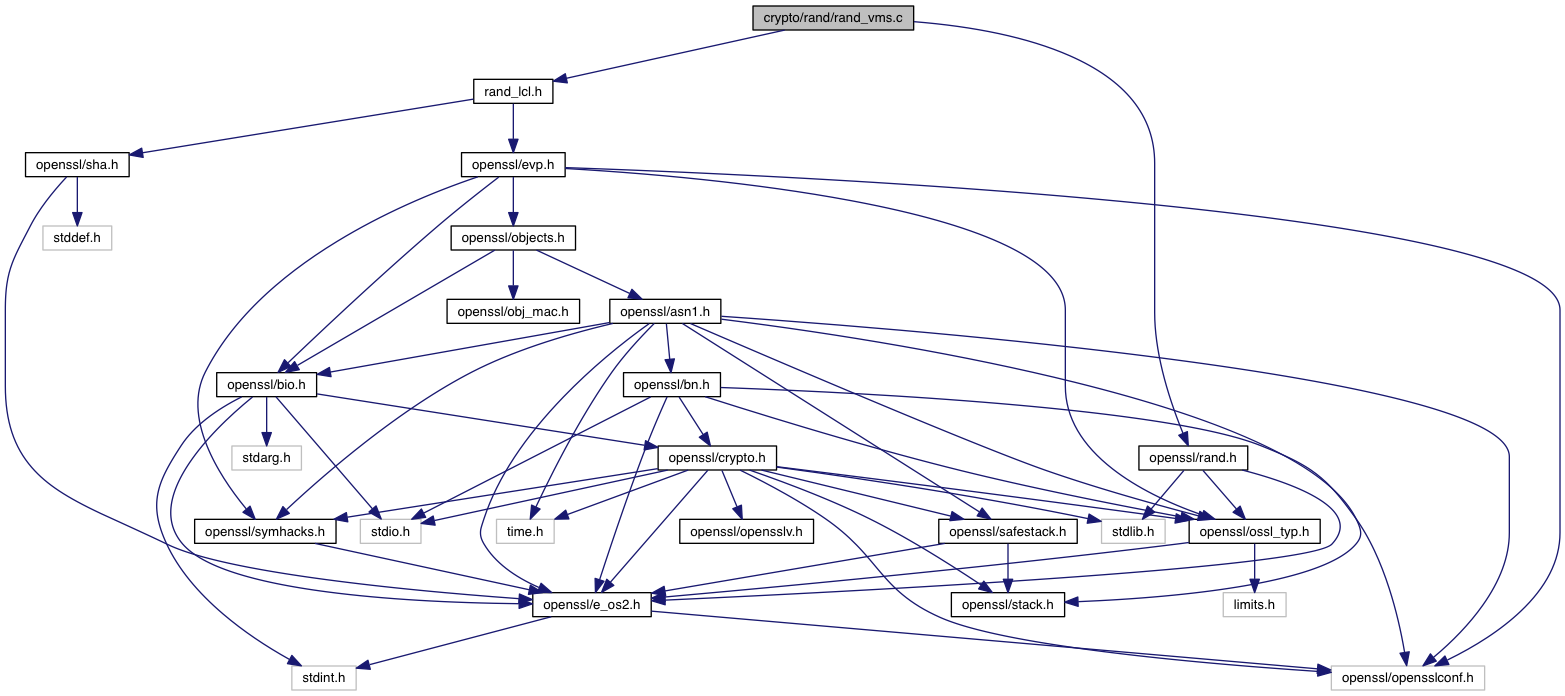 crypto/rand/rand_vms.c
rand_lcl.h
openssl/sha.h
openssl/evp.h
stddef.h
openssl/objects.h
openssl/obj_mac.h
openssl/asn1.h
openssl/bio.h
openssl/bn.h
stdarg.h
openssl/crypto.h
openssl/rand.h
openssl/symhacks.h
stdio.h
time.h
openssl/opensslv.h
openssl/safestack.h
stdlib.h
openssl/ossl_typ.h
openssl/e_os2.h
openssl/stack.h
limits.h
stdint.h
openssl/opensslconf.h